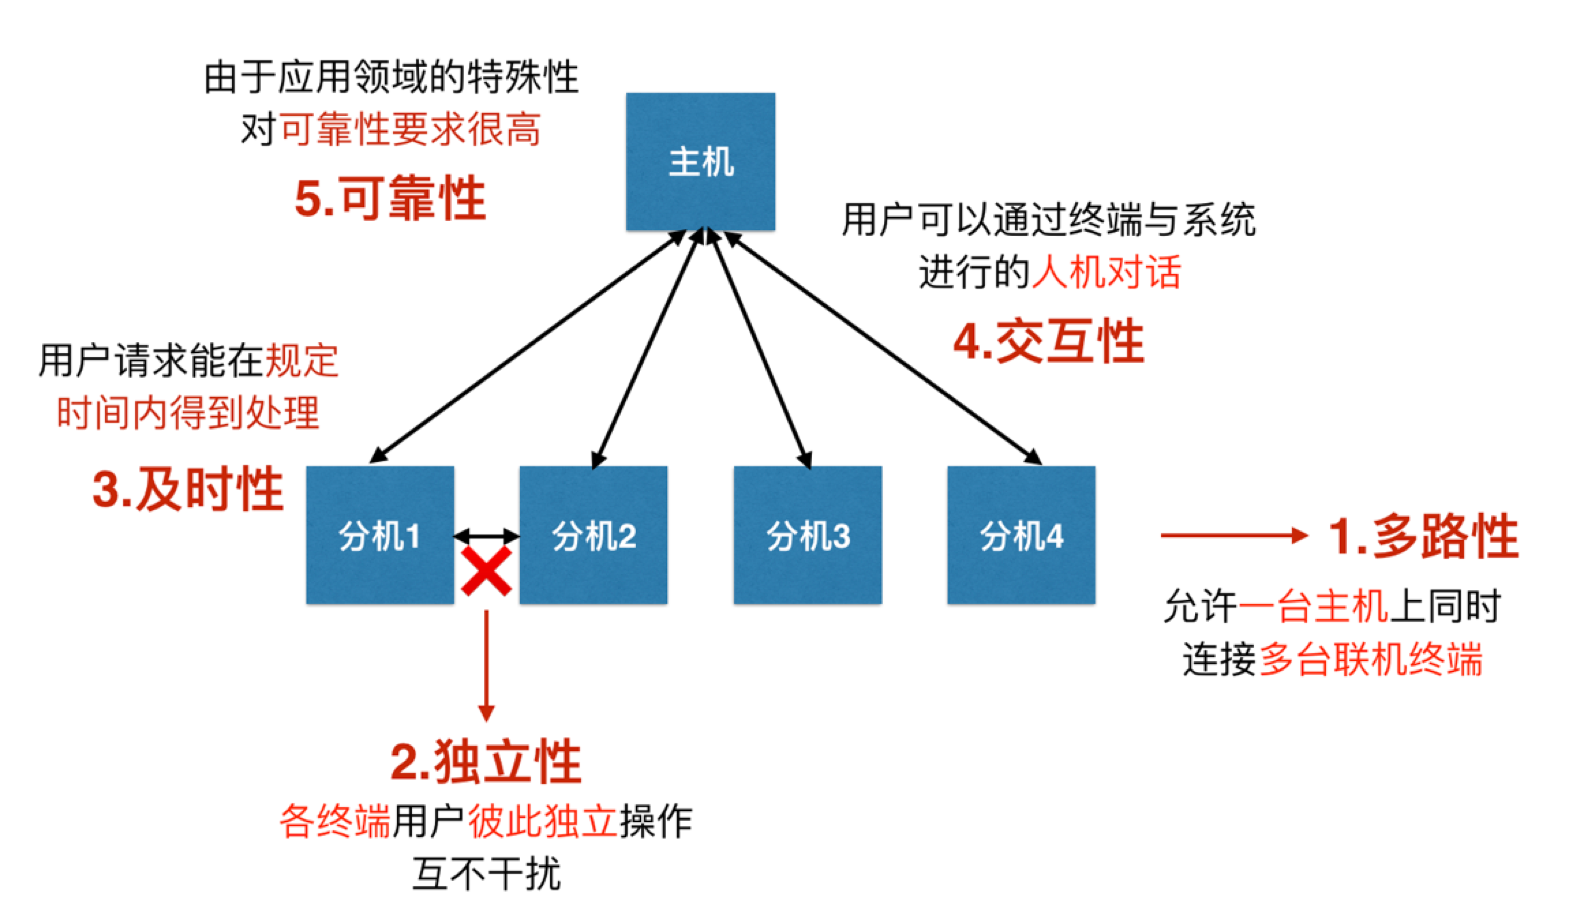 由于应用领域的特殊性
对可靠性要求很高
5.可靠性
主机
用户可以通过终端与系统
进行的人机对话
4.交互性
用户请求能在规定
时间内得到处理
3.及时性
分机1
分机2
分机3
分机4
1.多路性
允许一台主机上同时
连接多台联机终端
2.独立性
各终端用户彼此独立操作
互不干扰